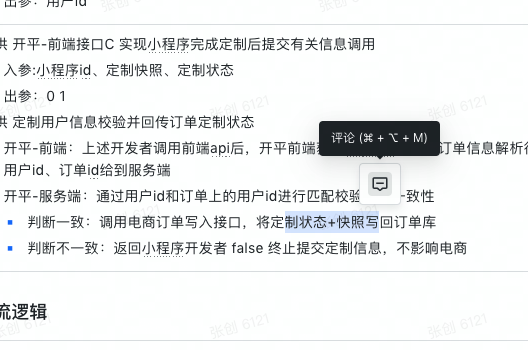 出参：用户id
供 开平-前端接口C 实现小程序完成定制后提交有关信息调用
入参:小程序id、定制快照、定制状态
出参：0 1
供 定制用户信息校验并回传订单定制状态
开平-前端：上述开发者调用前端api后，开平前端 订单信息解析
评论 (⌘ + ⌥ + M)
用户id、订单id给到服务端
开平-服务端：通过用户id和订单上的用户id进行匹配校验 一致性
判断一致：调用电商订单写入接口，将定制状态+快照写回订单库
判断不一致：返回小程序开发者 false 终止提交定制信息，不影响电商
流逻辑
张创 6121
张创 6121
张创 6121
张创 6121
张创 6121